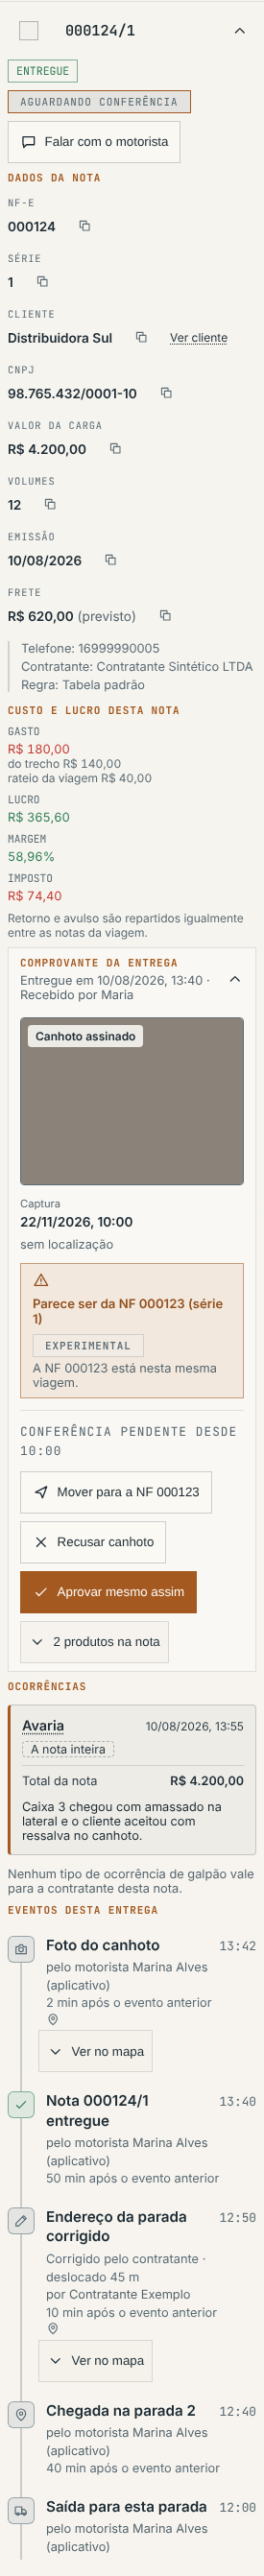 000124/1
ENTREGUE
AGUARDANDO CONFERÊNCIA
Falar com o motorista
DADOS DA NOTA
NF-E
000124
SÉRIE
1
CLIENTE
Distribuidora Sul Ver cliente
CNPJ
98.765.432/0001-10
VALOR DA CARGA
R$ 4.200,00
VOLUMES
12
EMISSÃO
10/08/2026
FRETE
R$ 620,00 (previsto)
Telefone: 16999990005
Contratante: Contratante Sintético LTDA
Regra: Tabela padrão
CUSTO E LUCRO DESTA NOTA
GASTO
R$ 180,00
do trecho R$ 140,00
rateio da viagem R$ 40,00
LUCRO
R$ 365,60
MARGEM
58,96%
IMPOSTO
R$ 74,40
Retorno e avulso são repartidos igualmente
entre as notas da viagem.
COMPROVANTE DA ENTREGA
Entregue em 10/08/2026, 13:40 ·
Recebido por Maria
Canhoto assinado
Captura
22/11/2026, 10:00
sem localização
Parece ser da NF 000123 (série
1)
EXPERIMENTAL
A NF 000123 está nesta mesma
viagem.
CONFERÊNCIA PENDENTE DESDE
10:00
Mover para a NF 000123
Recusar canhoto
Aprovar mesmo assim
2 produtos na nota
OCORRÊNCIAS
Avaria 10/08/2026, 13:55
A nota inteira
Total da nota R$ 4.200,00
Caixa 3 chegou com amassado na
lateral e o cliente aceitou com
ressalva no canhoto.
Nenhum tipo de ocorrência de galpão vale
para a contratante desta nota.
EVENTOS DESTA ENTREGA
Foto do canhoto 13:42
pelo motorista Marina Alves
(aplicativo)
2 min após o evento anterior
Ver no mapa
Nota 000124/1 13:40
entregue
pelo motorista Marina Alves
(aplicativo)
50 min após o evento anterior
Endereço da parada 12:50
corrigido
Corrigido pelo contratante ·
deslocado 45 m
por Contratante Exemplo
10 min após o evento anterior
Ver no mapa
Chegada na parada 2 12:40
pelo motorista Marina Alves
(aplicativo)
40 min após o evento anterior
Saída para esta parada 12:00
pelo motorista Marina Alves
(aplicativo)